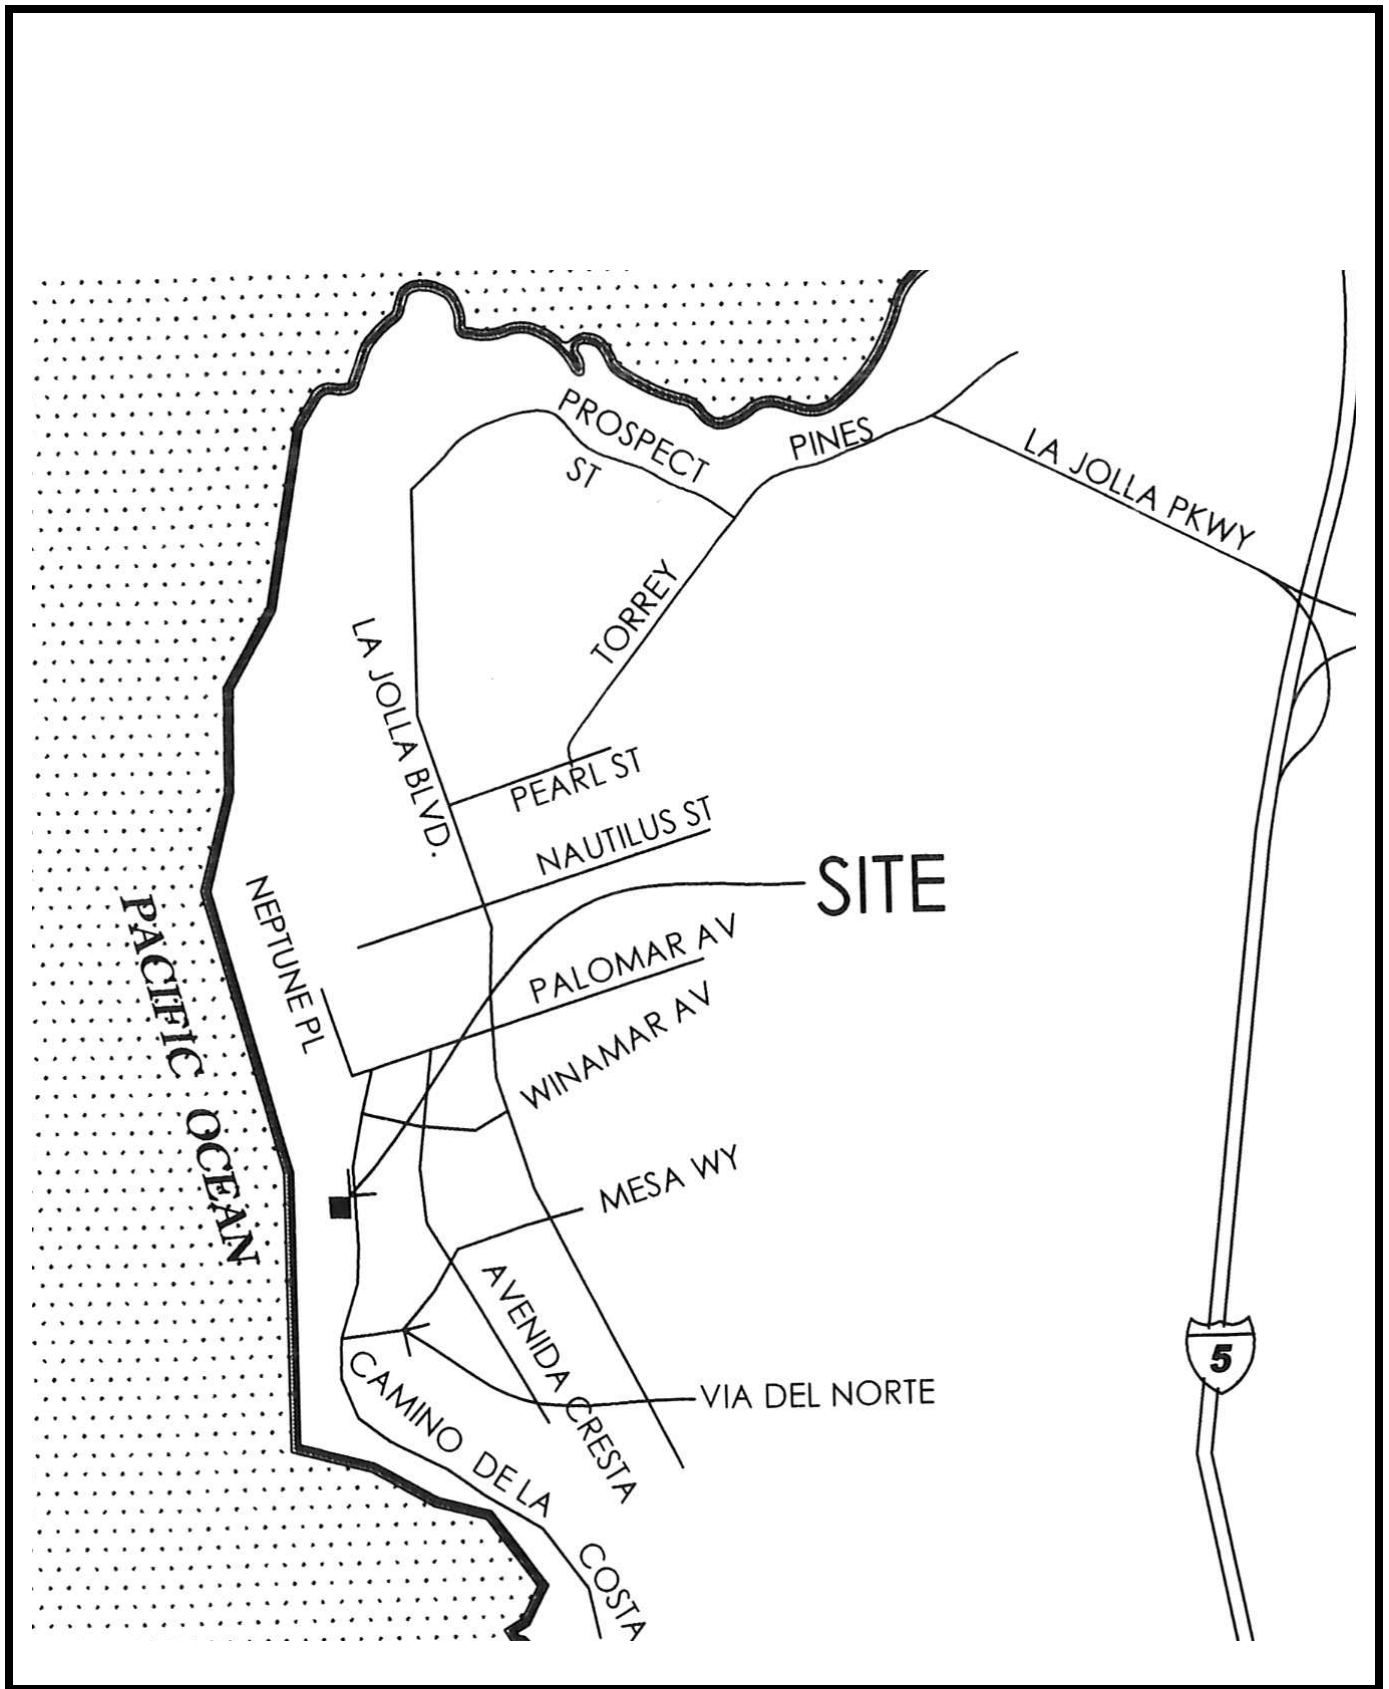 PROSPECT
ST
PINES
LA JOLLA PKWY
TORREY
LA JOLLA BLVD.
PEARL ST
NAUTILUS ST
SITE
NEPTUNE PL
PACIFIC OCEAN
PALOMAR AV
WINAMAR AV
MESA WY
AVENIDA CRESTA
5
VIA DEL NORTE
CAMINO DE LA COSTA